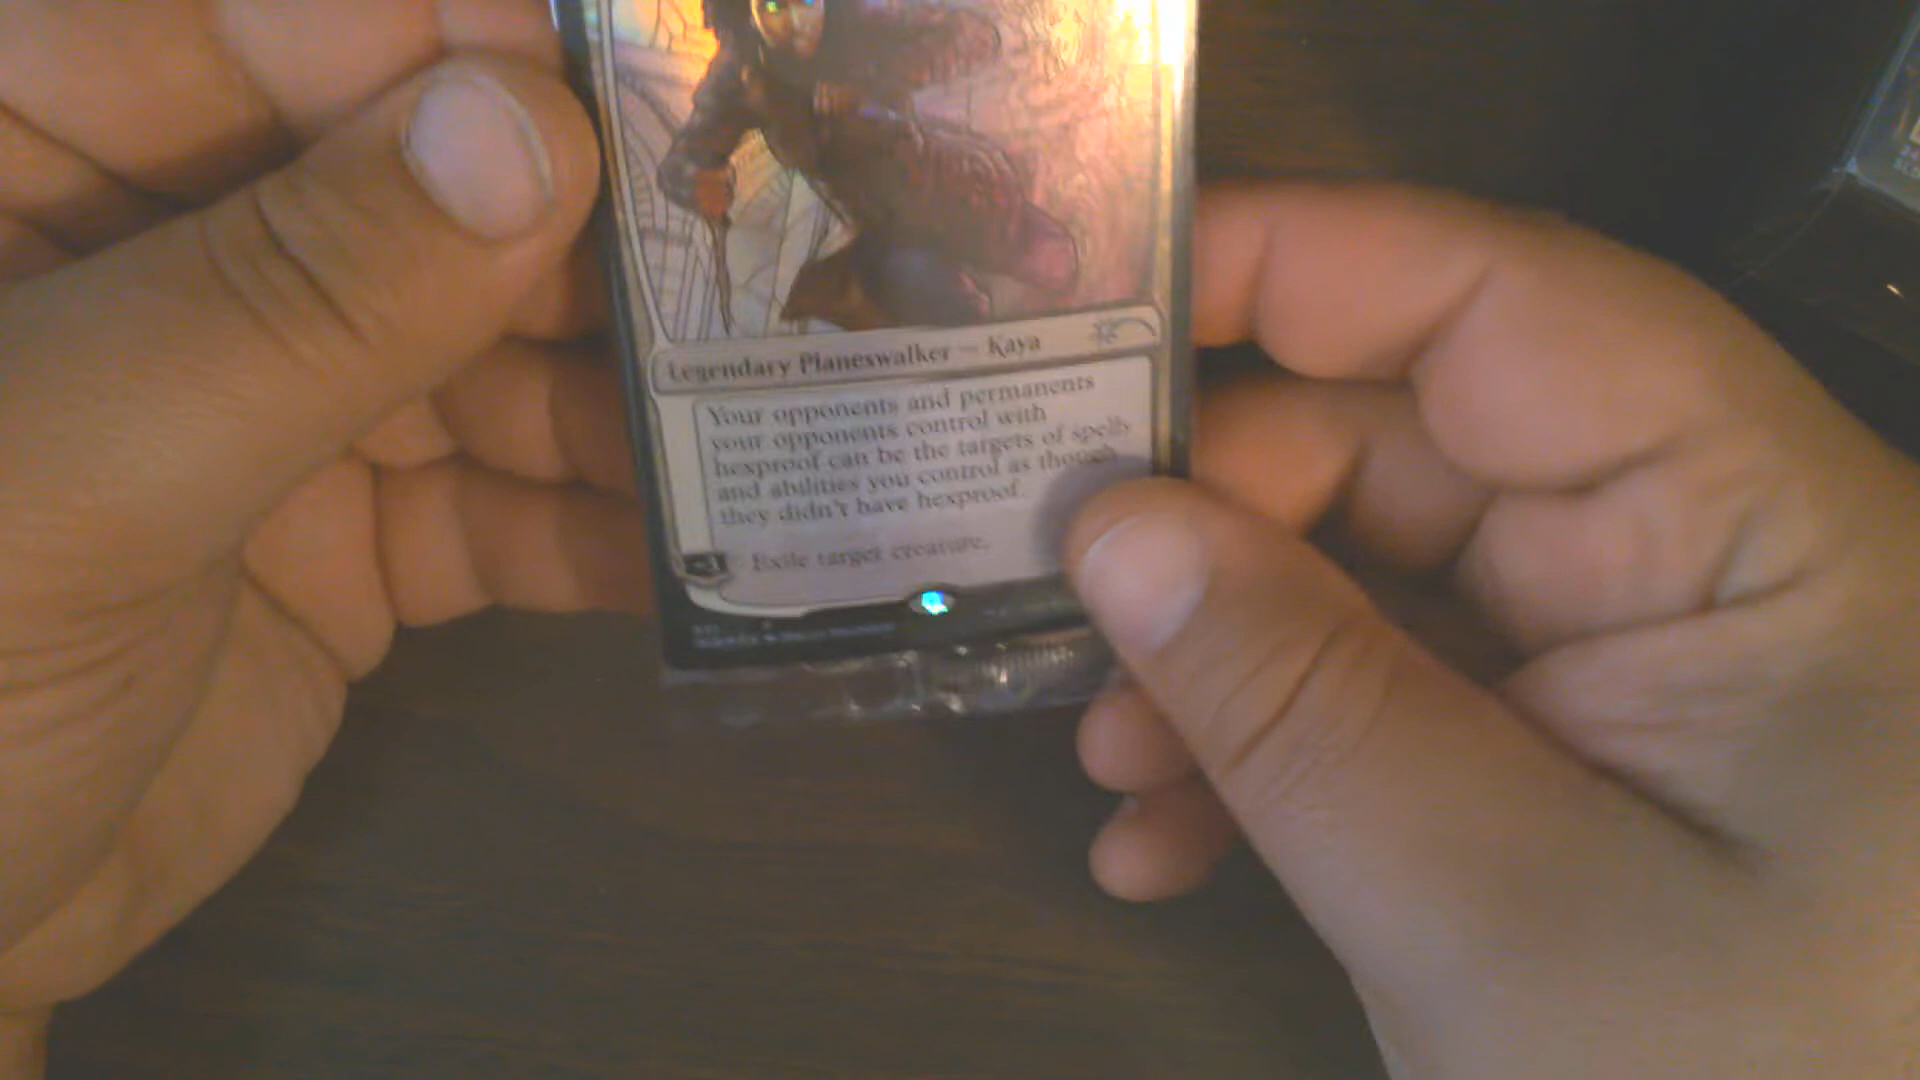 Legendary Planeswalker — Kaya
Your opponents and permanents
your opponents control with
hexproof can be the targets of spells
and abilities you control as though
they didn't have hexproof.
Exile target creature.